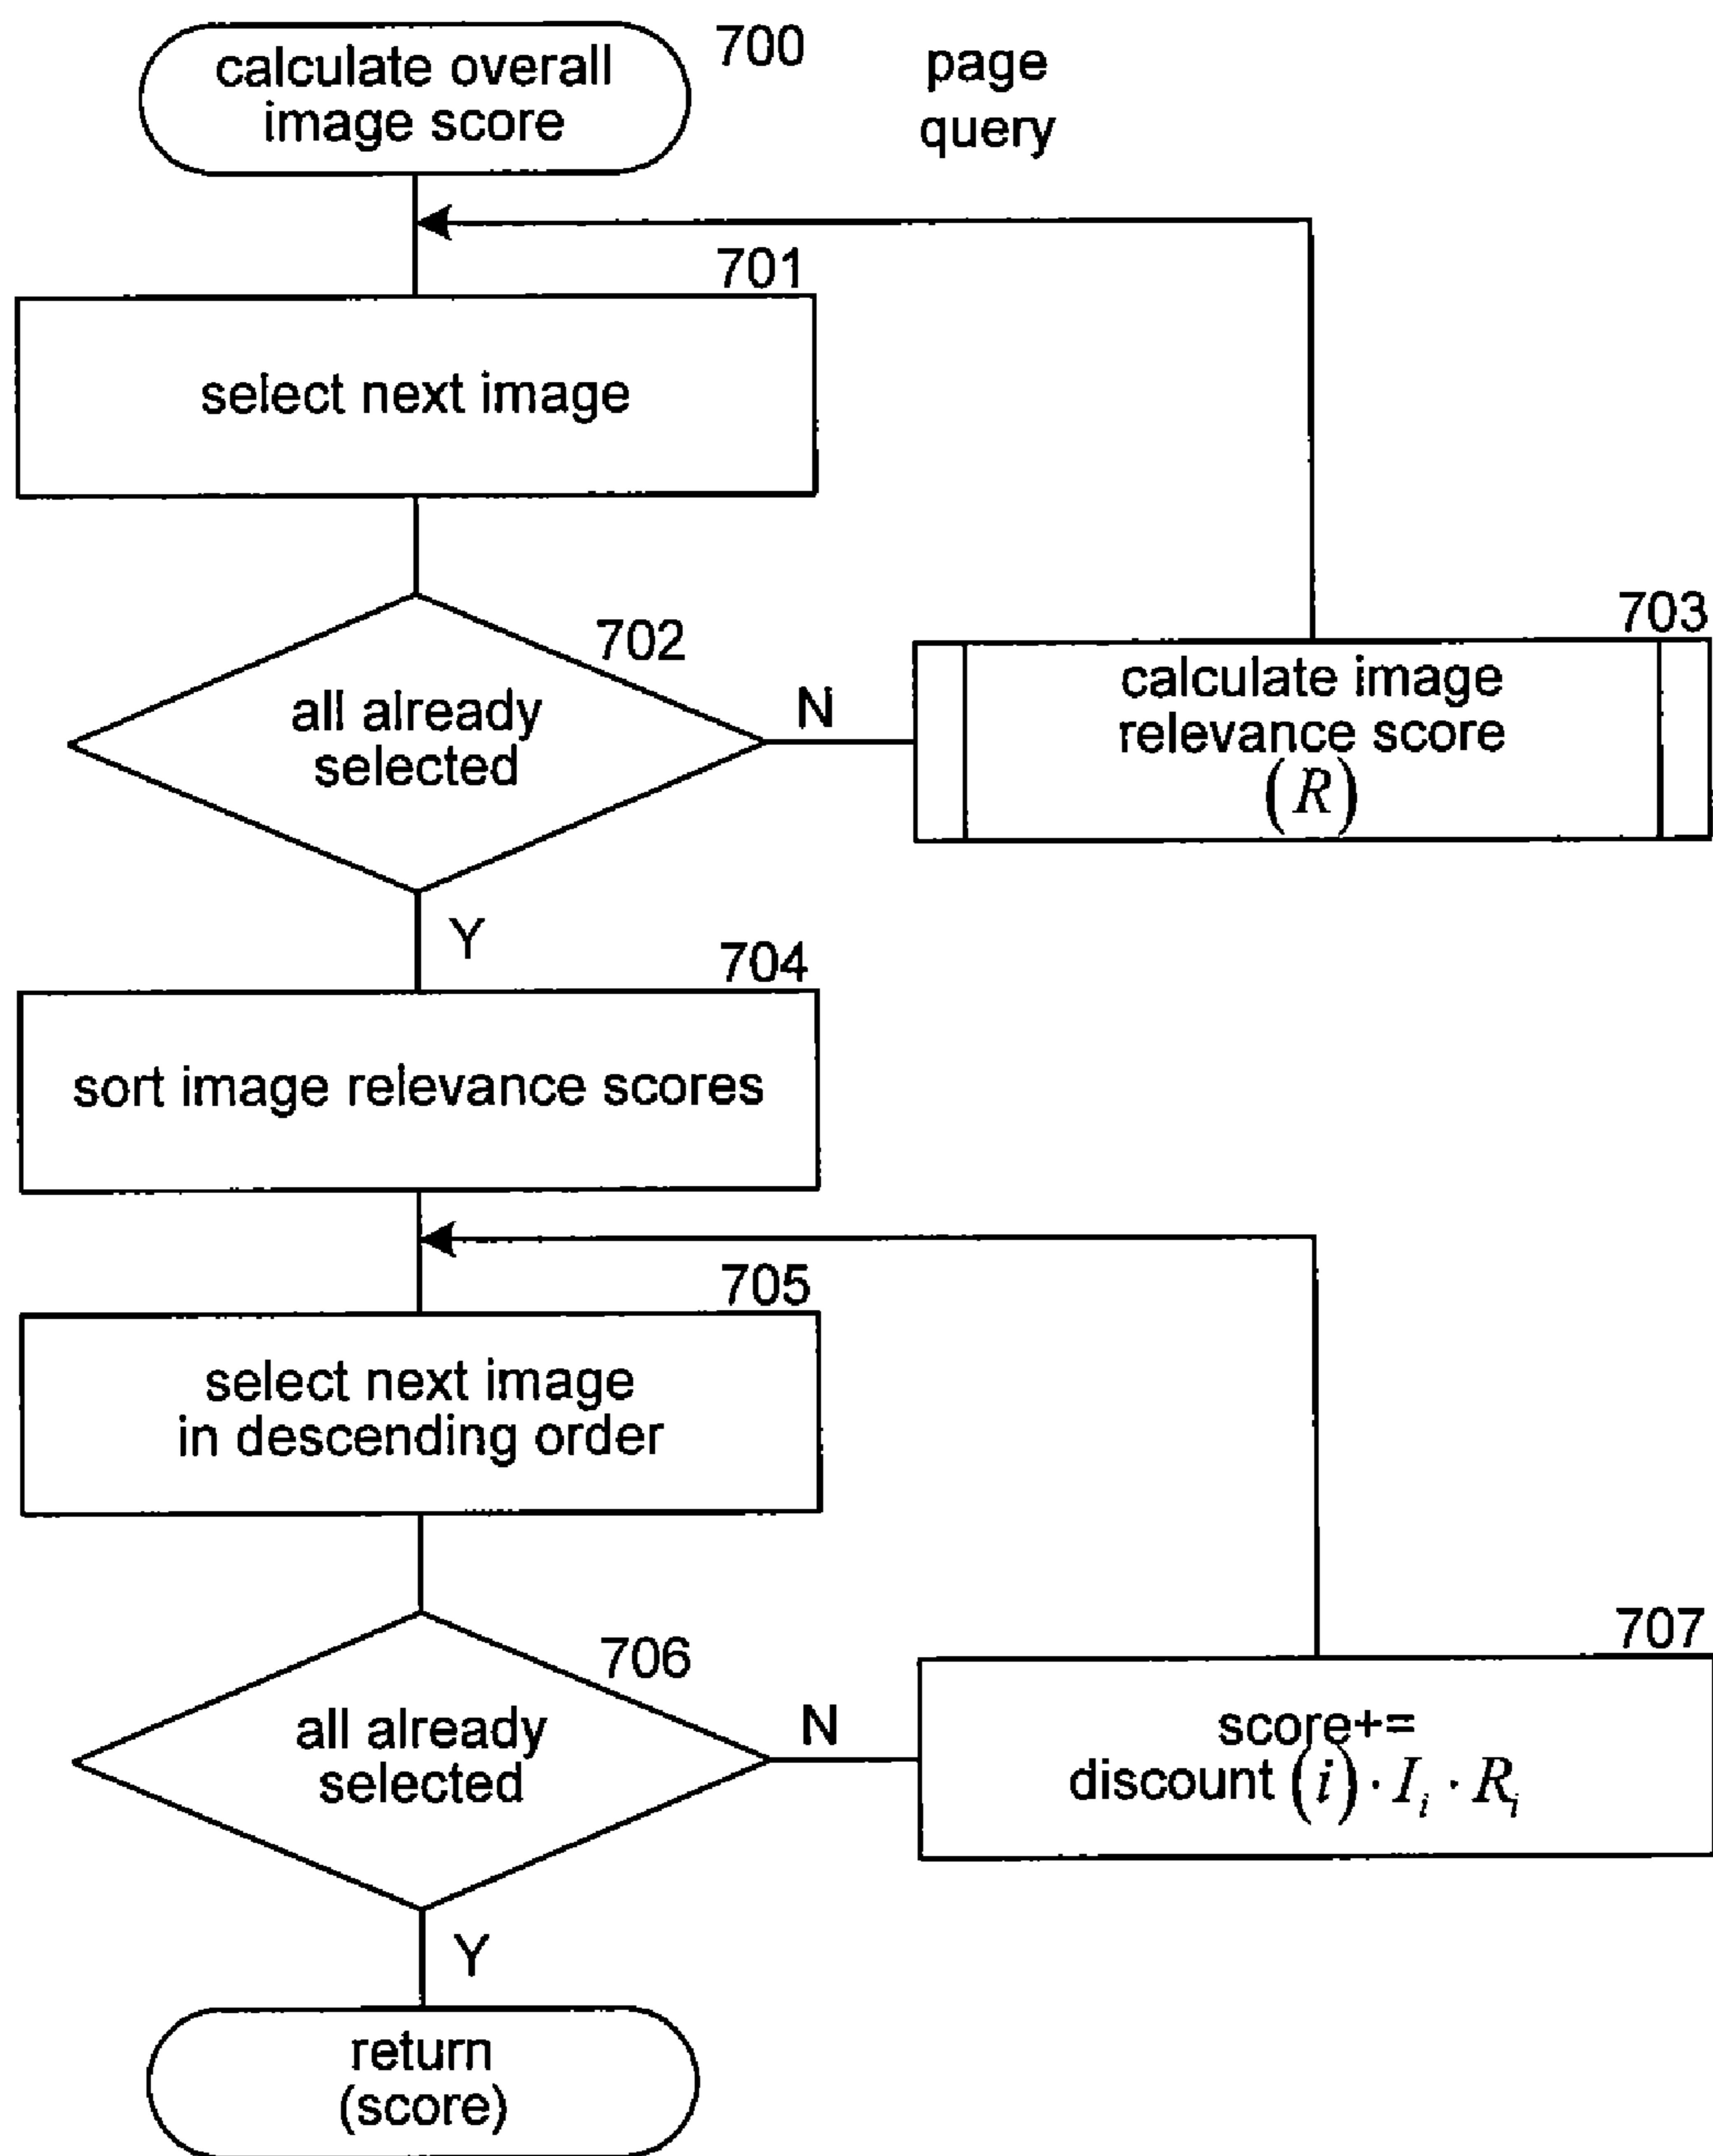 calculate overall
image score
700
page
query
701
select next image
702
all already
selected
N
703
calculate image
relevance score
(R)
Y
704
sort image relevance scores
705
select next image
in descending order
706
all already
selected
N
707
score+=
discount (i) · I_i · R_i
Y
return
(score)